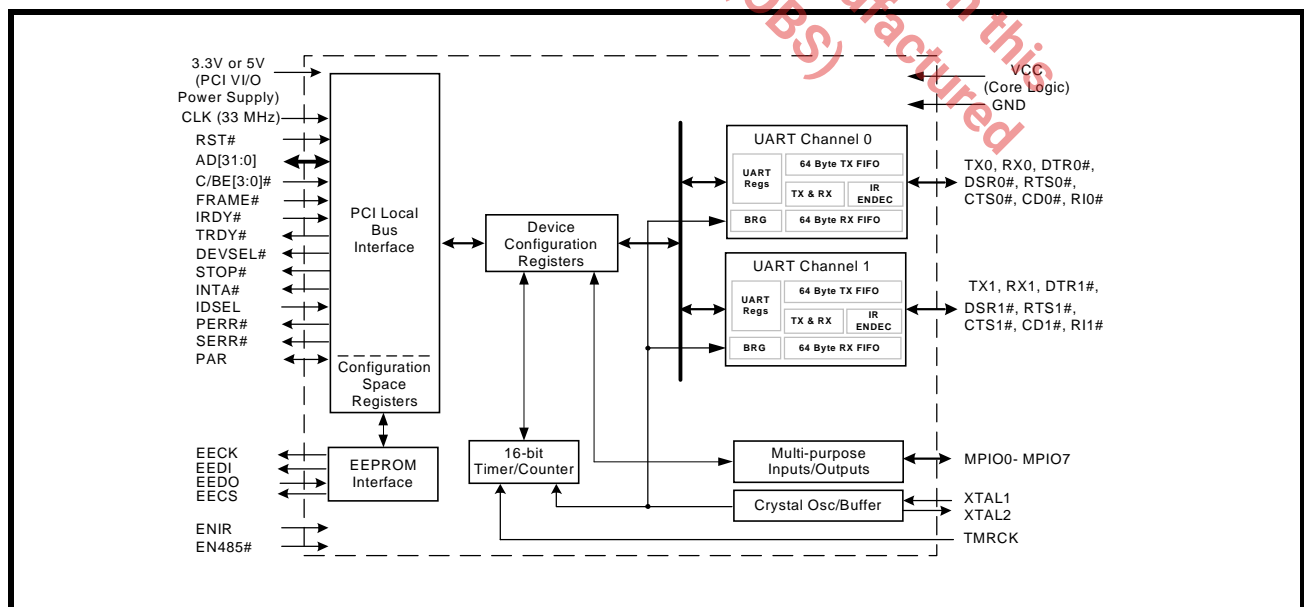 n this
ufactured
OBS)
3.3V or 5V
(PCI VI/O
Power Supply)
CLK (33 MHz)
RST#
AD[31:0]
C/BE[3:0]#
FRAME#
IRDY#
TRDY#
DEVSEL#
STOP#
INTA#
IDSEL
PERR#
SERR#
PAR
EECK
EEDI
EEDO
EECS
ENIR
EN485#
PCI Local
Bus
Interface
Configuration
Space
Registers
EEPROM
Interface
Device
Configuration
Registers
16-bit
Timer/Counter
UART Channel 0
UART
Regs
64 Byte TX FIFO
TX & RX
IR
ENDEC
BRG
64 Byte RX FIFO
UART Channel 1
UART
Regs
64 Byte TX FIFO
TX & RX
IR
ENDEC
BRG
64 Byte RX FIFO
Multi-purpose
Inputs/Outputs
Crystal Osc/Buffer
VCC
(Core Logic)
GND
TX0, RX0, DTR0#,
DSR0#, RTS0#,
CTS0#, CD0#, RI0#
TX1, RX1, DTR1#,
DSR1#, RTS1#,
CTS1#, CD1#, RI1#
MPIO0- MPIO7
XTAL1
XTAL2
TMRCK